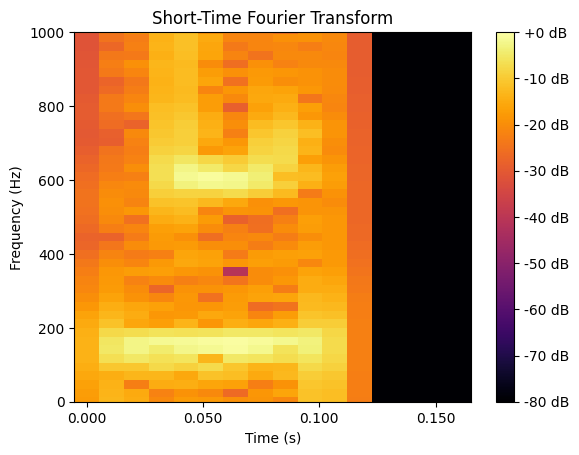 Short-Time Fourier Transform
1000
800
600
400
200
0
Frequency (Hz)
0.000
0.050
0.100
0.150
Time (s)
+0 dB
-10 dB
-20 dB
-30 dB
-40 dB
-50 dB
-60 dB
-70 dB
-80 dB